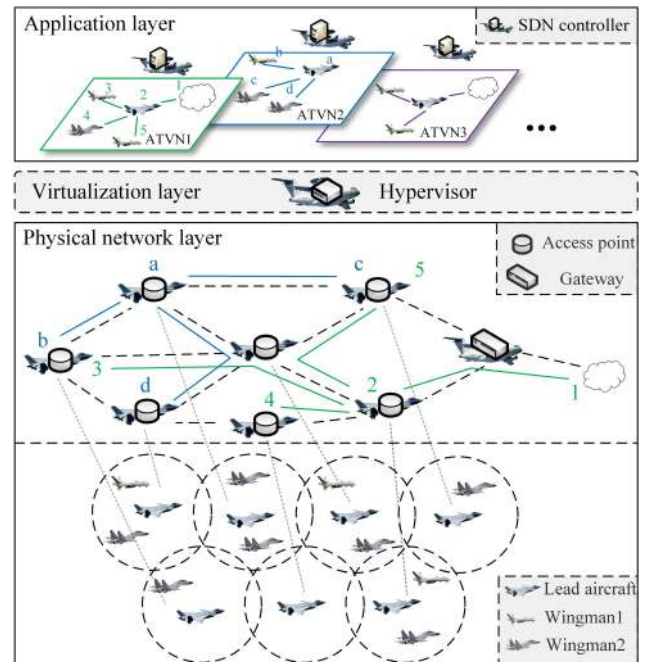 Application layer
SDN controller
b
a
c
d
ATVN2
3
2
1
4
5
ATVN1
ATVN3
...
Virtualization layer
Hypervisor
Physical network layer
Access point
Gateway
a
c
5
b
3
d
4
2
1
Lead aircraft
Wingman1
Wingman2